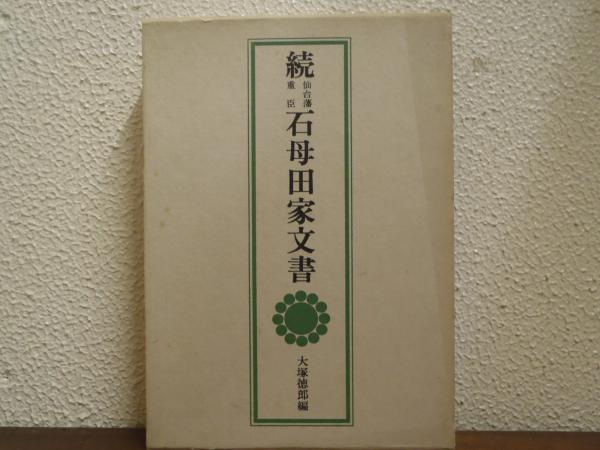 続
仙台藩
重臣
石母田家文書
大塚徳郎編